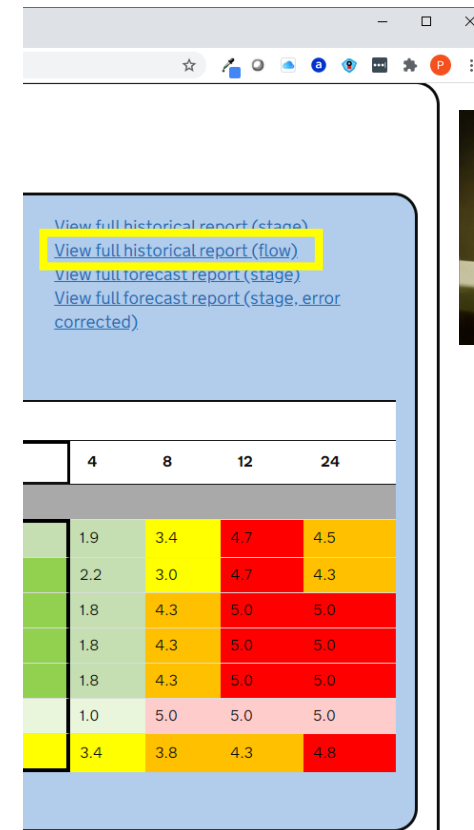 a
P
View full historical report (stage)
View full historical report (flow)
View full forecast report (stage)
View full forecast report (stage, error
corrected)
4 8 12 24
1.9 3.4 4.7 4.5
2.2 3.0 4.7 4.3
1.8 4.3 5.0 5.0
1.8 4.3 5.0 5.0
1.8 4.3 5.0 5.0
1.0 5.0 5.0 5.0
3.4 3.8 4.3 4.8